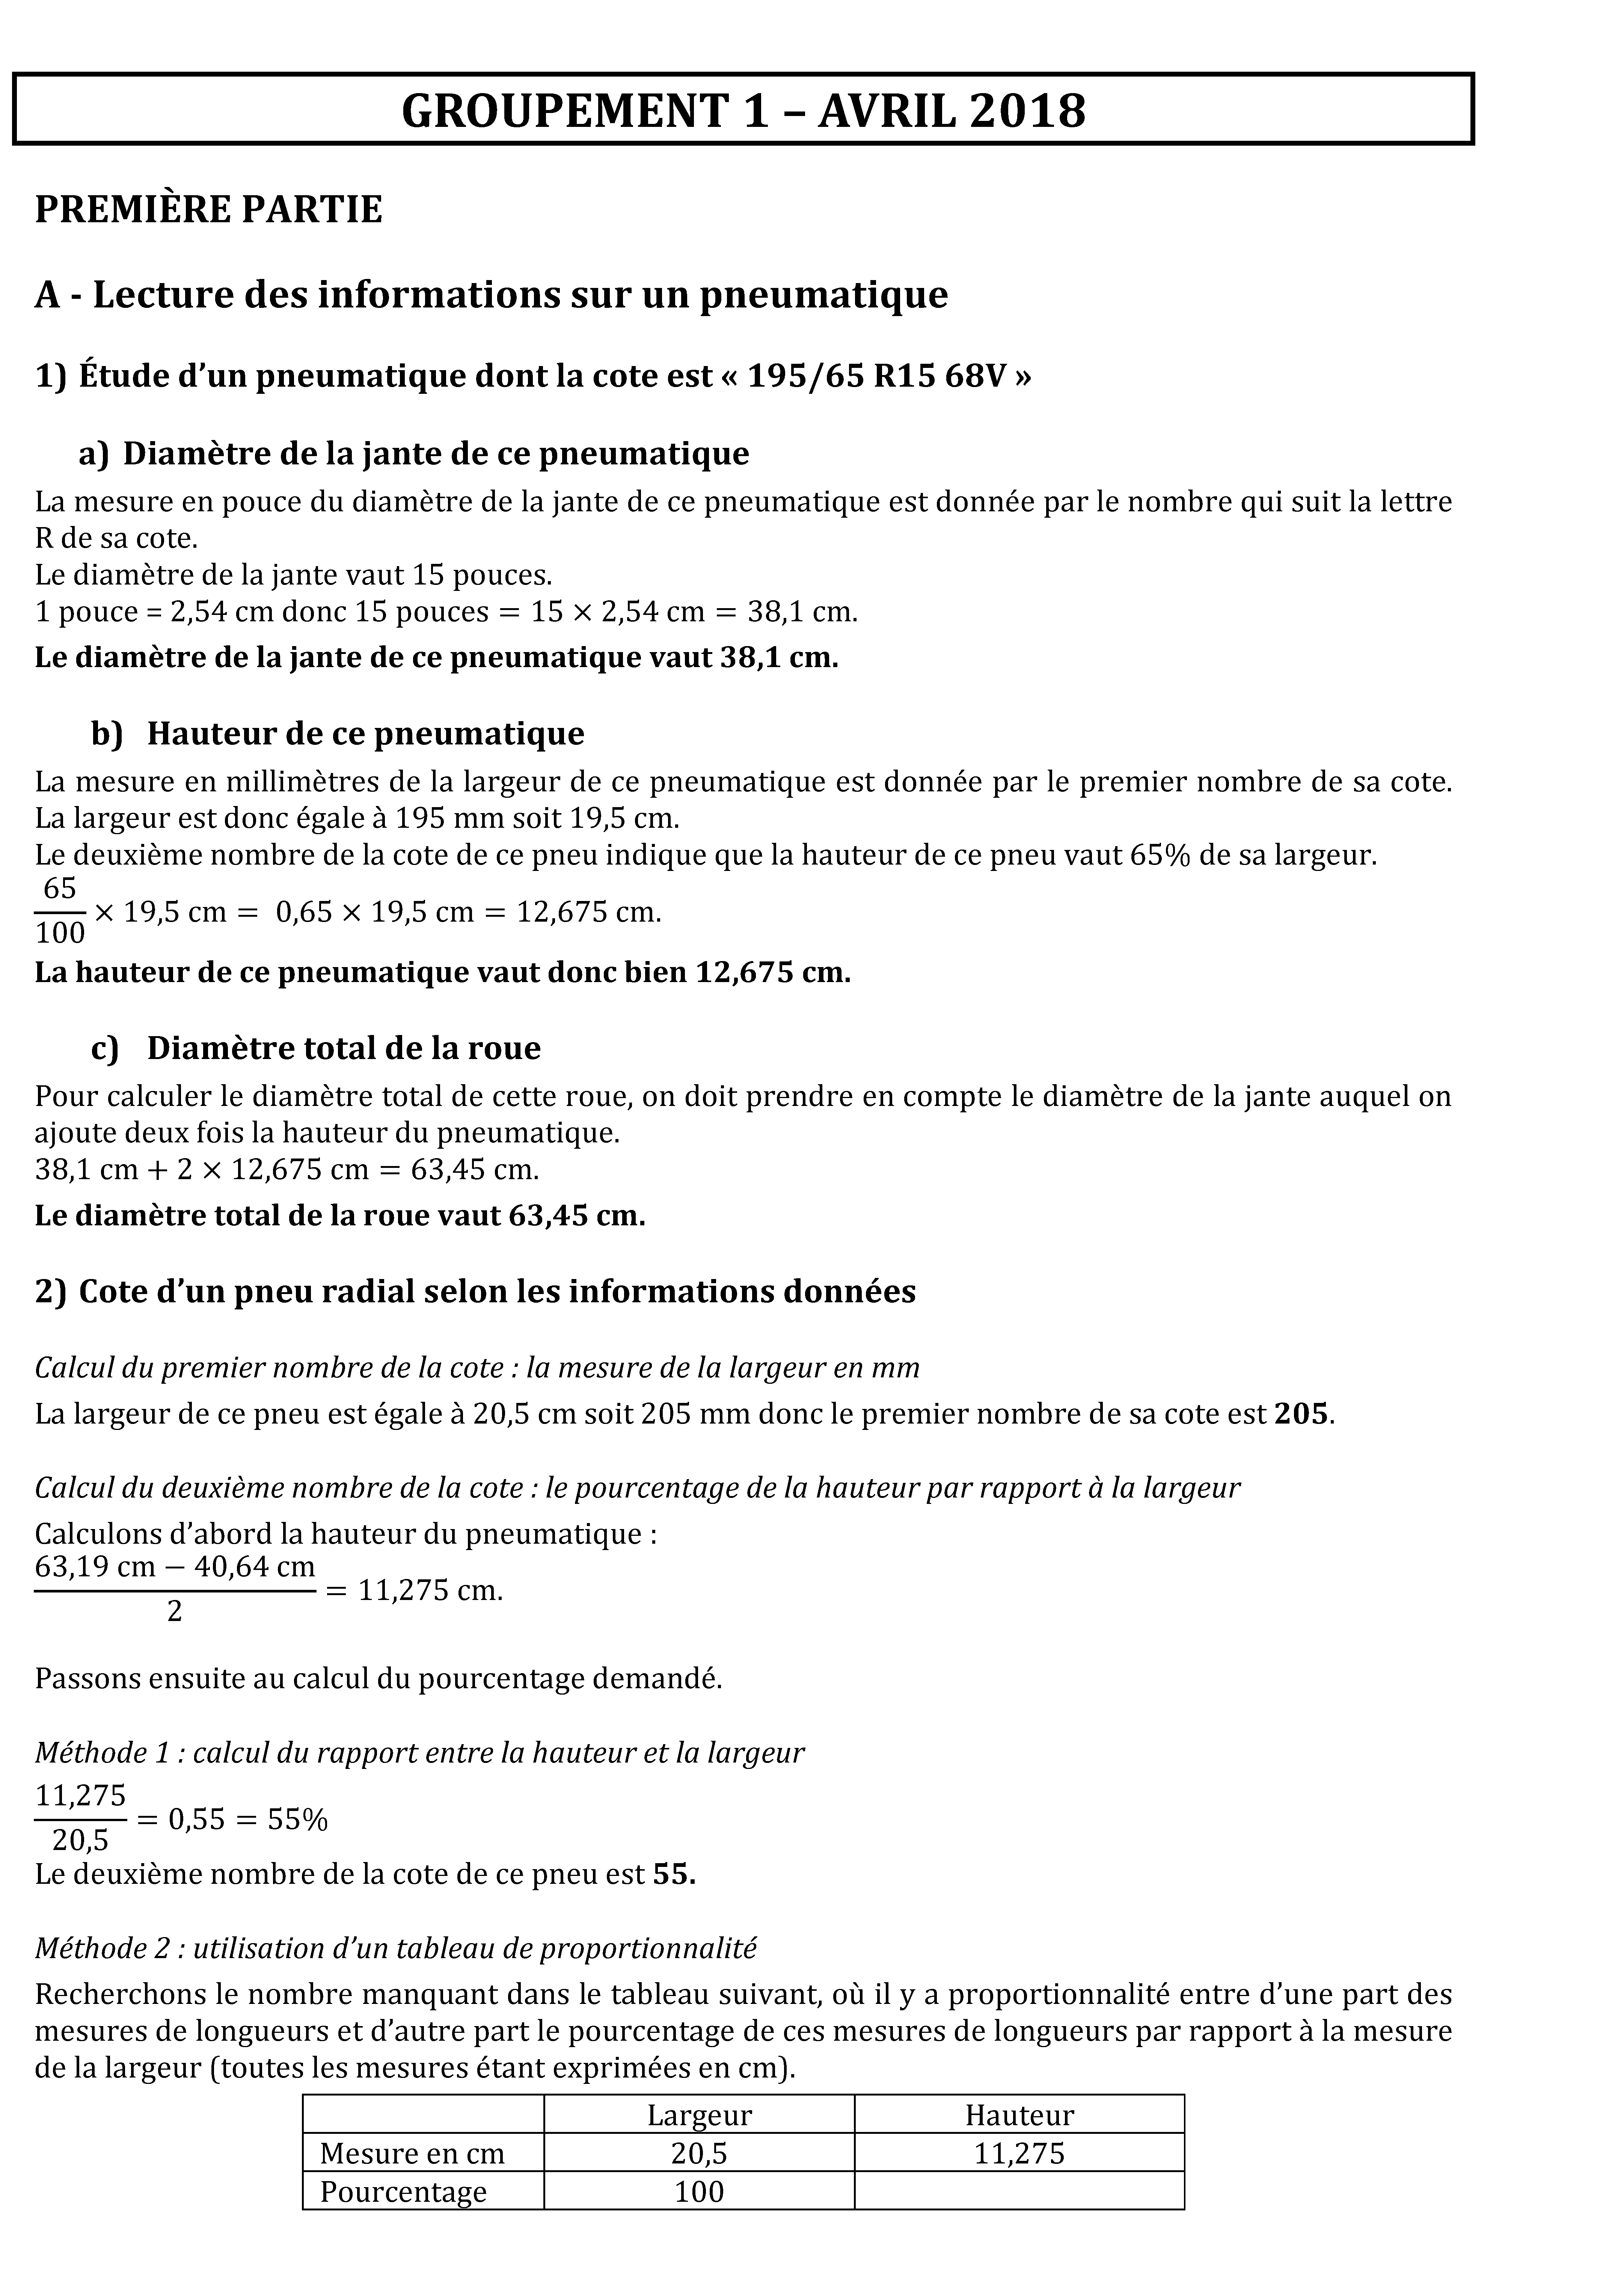 GROUPEMENT 1 – AVRIL 2018
PREMIÈRE PARTIE
A - Lecture des informations sur un pneumatique
1) Étude d’un pneumatique dont la cote est « 195/65 R15 68V »
a) Diamètre de la jante de ce pneumatique
La mesure en pouce du diamètre de la jante de ce pneumatique est donnée par le nombre qui suit la lettre
R de sa cote.
Le diamètre de la jante vaut 15 pouces.
1 pouce = 2,54 cm donc 15 pouces = 15 × 2,54 cm = 38,1 cm.
Le diamètre de la jante de ce pneumatique vaut 38,1 cm.
b) Hauteur de ce pneumatique
La mesure en millimètres de la largeur de ce pneumatique est donnée par le premier nombre de sa cote.
La largeur est donc égale à 195 mm soit 19,5 cm.
Le deuxième nombre de la cote de ce pneu indique que la hauteur de ce pneu vaut 65% de sa largeur.
65
100 × 19,5 cm = 0,65 × 19,5 cm = 12,675 cm.
La hauteur de ce pneumatique vaut donc bien 12,675 cm.
c) Diamètre total de la roue
Pour calculer le diamètre total de cette roue, on doit prendre en compte le diamètre de la jante auquel on
ajoute deux fois la hauteur du pneumatique.
38,1 cm + 2 × 12,675 cm = 63,45 cm.
Le diamètre total de la roue vaut 63,45 cm.
2) Cote d’un pneu radial selon les informations données
Calcul du premier nombre de la cote : la mesure de la largeur en mm
La largeur de ce pneu est égale à 20,5 cm soit 205 mm donc le premier nombre de sa cote est 205.
Calcul du deuxième nombre de la cote : le pourcentage de la hauteur par rapport à la largeur
Calculons d’abord la hauteur du pneumatique :
63,19 cm − 40,64 cm
2 = 11,275 cm.
Passons ensuite au calcul du pourcentage demandé.
Méthode 1 : calcul du rapport entre la hauteur et la largeur
11,275
20,5 = 0,55 = 55%
Le deuxième nombre de la cote de ce pneu est 55.
Méthode 2 : utilisation d’un tableau de proportionnalité
Recherchons le nombre manquant dans le tableau suivant, où il y a proportionnalité entre d’une part des
mesures de longueurs et d’autre part le pourcentage de ces mesures de longueurs par rapport à la mesure
de la largeur (toutes les mesures étant exprimées en cm).
Largeur Hauteur
Mesure en cm 20,5 11,275
Pourcentage 100